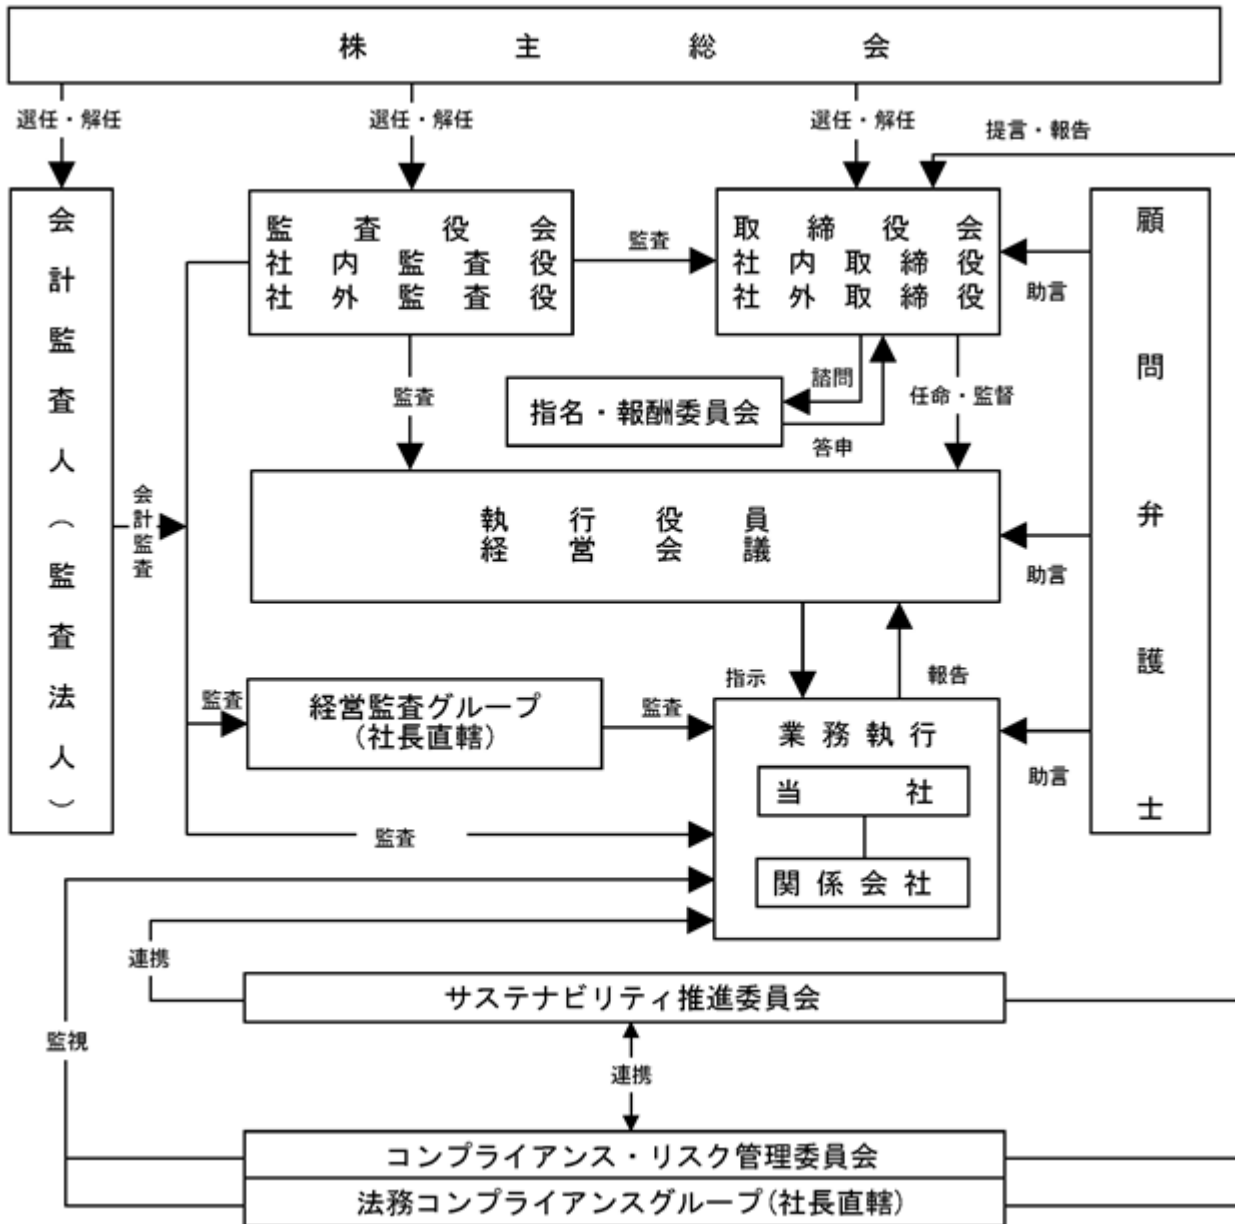 株主総会
選任・解任
選任・解任
選任・解任
提言・報告
会計監査人（監査法人）
監査役会
社内監査役
社外監査役
監査
取締役会
社内取締役
社外取締役
助言
顧問弁護士
監査
指名・報酬委員会
諮問
答申
任命・監督
会計監査
執行役員
経営会議
助言
指示
報告
監査
経営監査グループ
（社長直轄）
監査
業務執行
当社
関係会社
助言
監査
連携
サステナビリティ推進委員会
監視
連携
コンプライアンス・リスク管理委員会
法務コンプライアンスグループ(社長直轄)